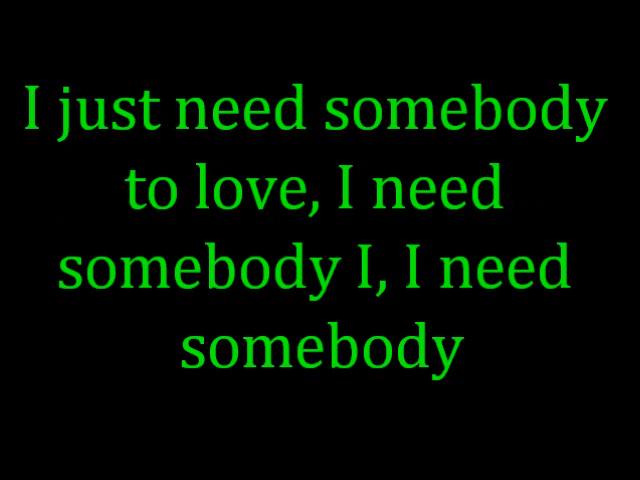 I just need somebody
to love, I need
somebody I, I need
somebody